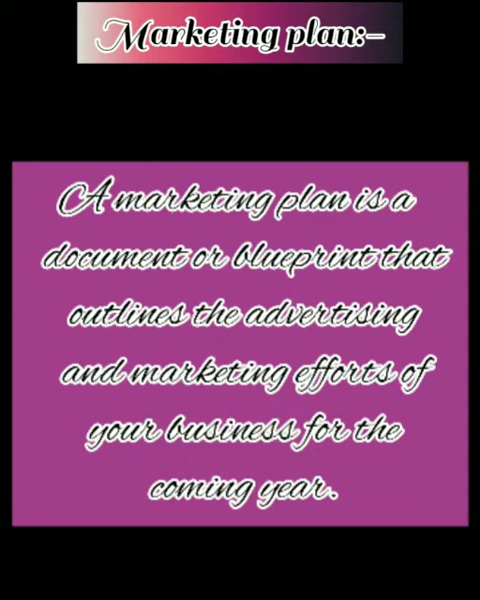 Marketing plan:–
A marketing plan is a
document or blueprint that
outlines the advertising
and marketing efforts of
your business for the
coming year.